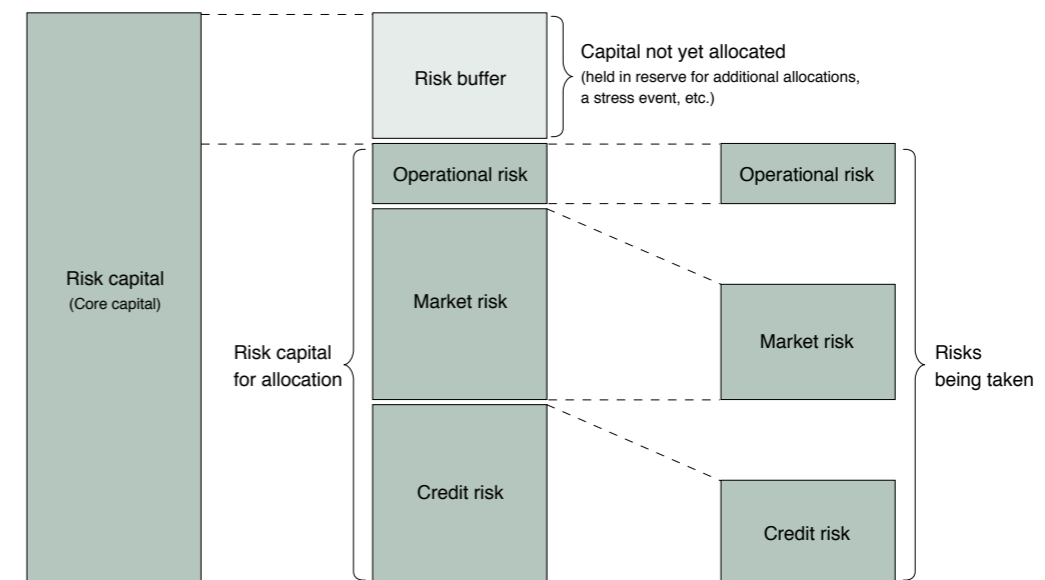 Risk capital
(Core capital)
Risk buffer
Capital not yet allocated
(held in reserve for additional allocations,
a stress event, etc.)
Risk capital
for allocation
Operational risk
Market risk
Credit risk
Operational risk
Market risk
Credit risk
Risks
being taken